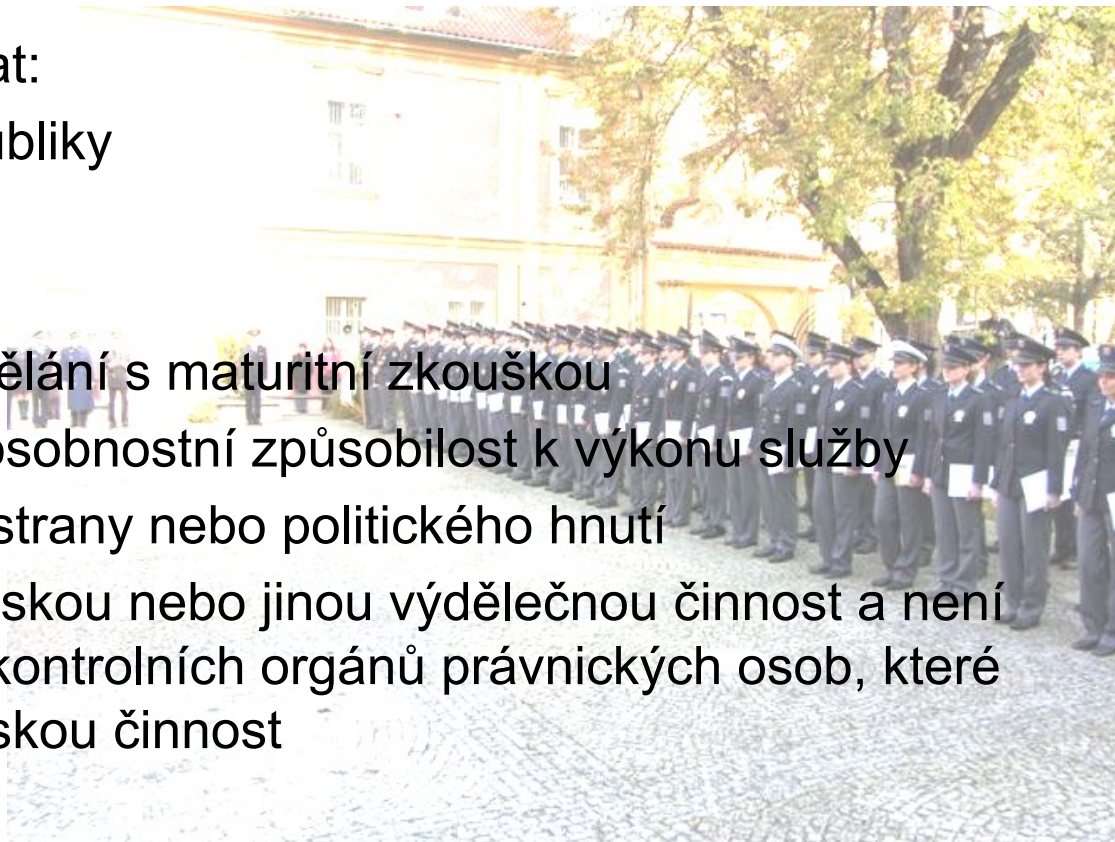 at:
ubliky
ělání s maturitní zkouškou
osobnostní způsobilost k výkonu služby
strany nebo politického hnutí
skou nebo jinou výdělečnou činnost a není
kontrolních orgánů právnických osob, které
skou činnost